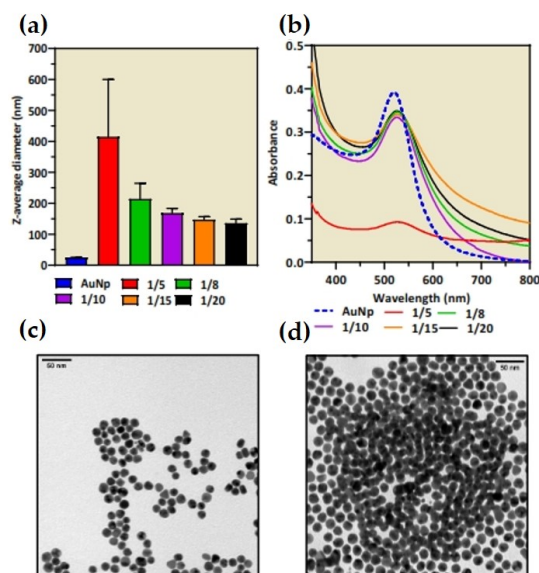 (a)
Z-average diameter (nm)
700
600
500
400
300
200
100
0
AuNp 1/5 1/8
1/10 1/15 1/20
(b)
Absorbance
0.5
0.4
0.3
0.2
0.1
0.0
400 500 600 700 800
Wavelength (nm)
AuNp 1/5 1/8
1/10 1/15 1/20
(c)
50 nm
(d)
50 nm